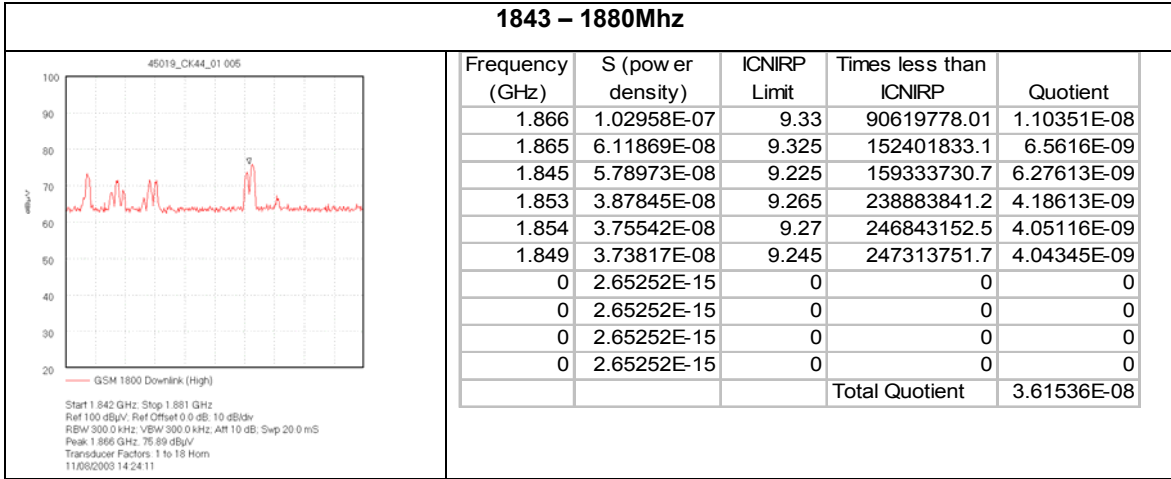 1843 – 1880Mhz
45019_CK44_01 005
100
90
80
70
60
50
40
30
20
dBµV
GSM 1800 Downlink (High)
Start 1.842 GHz; Stop 1.881 GHz
Ref 100 dBµV; Ref Offset 0.0 dB; 10 dB/div
RBW 300.0 kHz; VBW 300.0 kHz; Att 10 dB; Swp 20.0 mS
Peak 1.866 GHz, 75.89 dBµV
Transducer Factors: 1 to 18 Horn
11/08/2003 14:24:11
Frequency (GHz) S (power density) ICNIRP Limit Times less than ICNIRP Quotient
1.866 1.02958E-07 9.33 90619778.01 1.10351E-08
1.865 6.11869E-08 9.325 152401833.1 6.5616E-09
1.845 5.78973E-08 9.225 159333730.7 6.27613E-09
1.853 3.87845E-08 9.265 238883841.2 4.18613E-09
1.854 3.75542E-08 9.27 246843152.5 4.05116E-09
1.849 3.73817E-08 9.245 247313751.7 4.04345E-09
0 2.65252E-15 0 0 0
0 2.65252E-15 0 0 0
0 2.65252E-15 0 0 0
0 2.65252E-15 0 0 0
Total Quotient 3.61536E-08